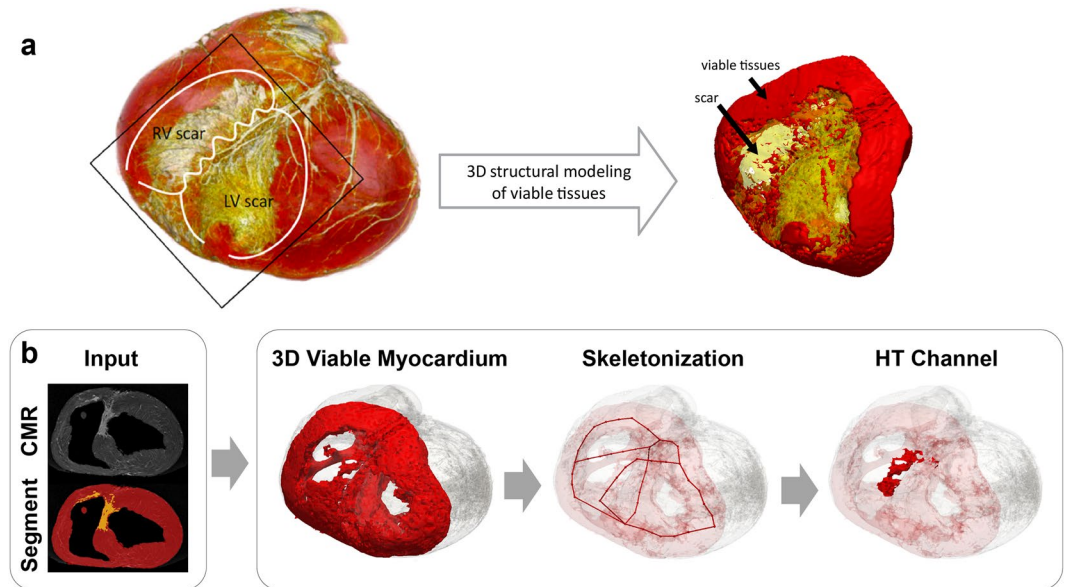 a
RV scar
LV scar
3D structural modeling
of viable tissues
viable tissues
scar
b
Input
CMR
Segment
3D Viable Myocardium
Skeletonization
HT Channel